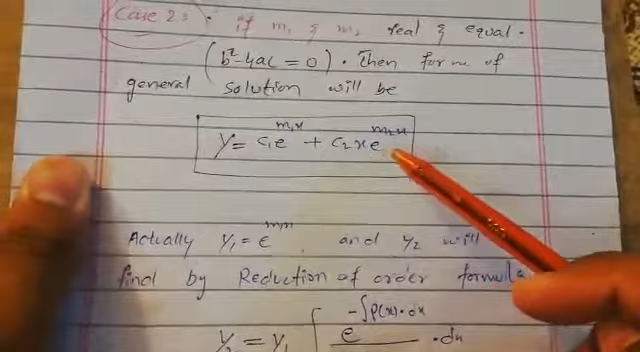 Case 2: if m₁ & m₂ real & equal.
(b²-4ac = 0). Then form of
general solution will be
y = c₁e^{m₁x} + c₂xe^{m₂x}
Actually y₁ = e^{m₁x}, and y₂ will
find by Reduction of order formula
y₂ = y₁ ∫ e^{-∫P(x)·dx} ·dx